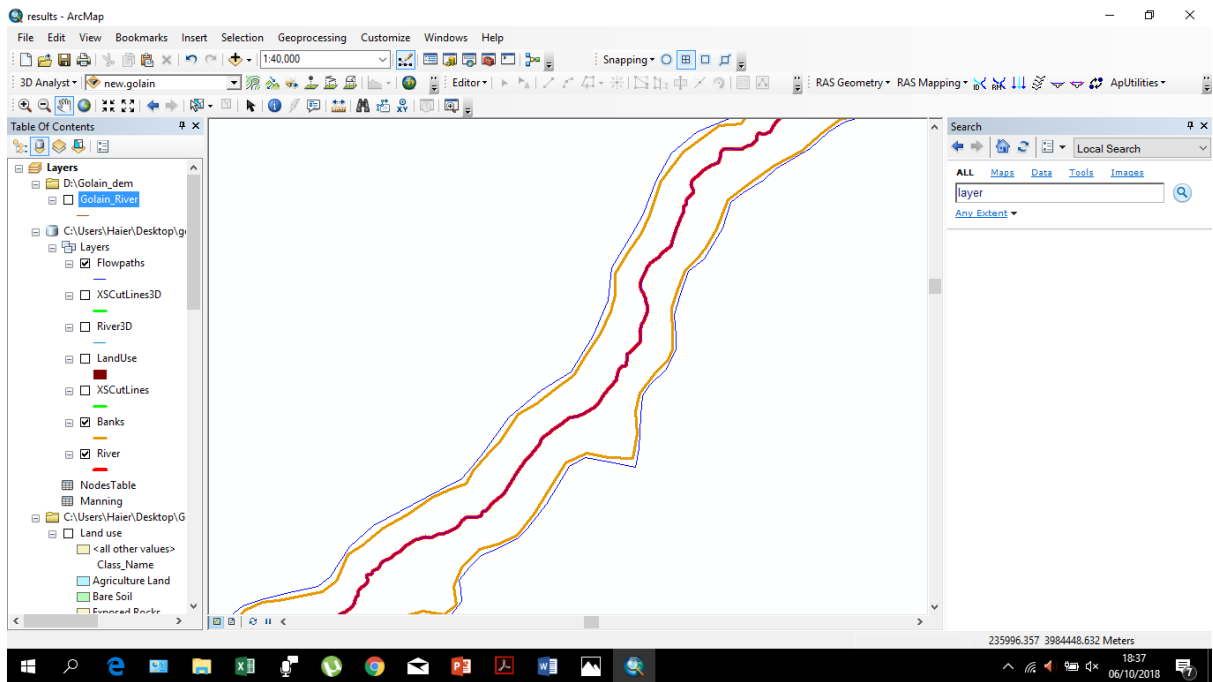 results - ArcMap
File Edit View Bookmarks Insert Selection Geoprocessing Customize Windows Help
1:40,000 Snapping
3D Analyst new.golain Editor RAS Geometry RAS Mapping ApUtilities
Table Of Contents
Layers
D:\Golain_dem
Golain_River
C:\Users\Haier\Desktop\g
Layers
Flowpaths
XSCutLines3D
River3D
LandUse
XSCutLines
Banks
River
NodesTable
Manning
C:\Users\Haier\Desktop\G
Land use
<all other values>
Class_Name
Agriculture Land
Bare Soil
Exposed Rocks
Search
Local Search
ALL Maps Data Tools Images
layer
Any Extent
235996.357 3984448.632 Meters
18:37
06/10/2018